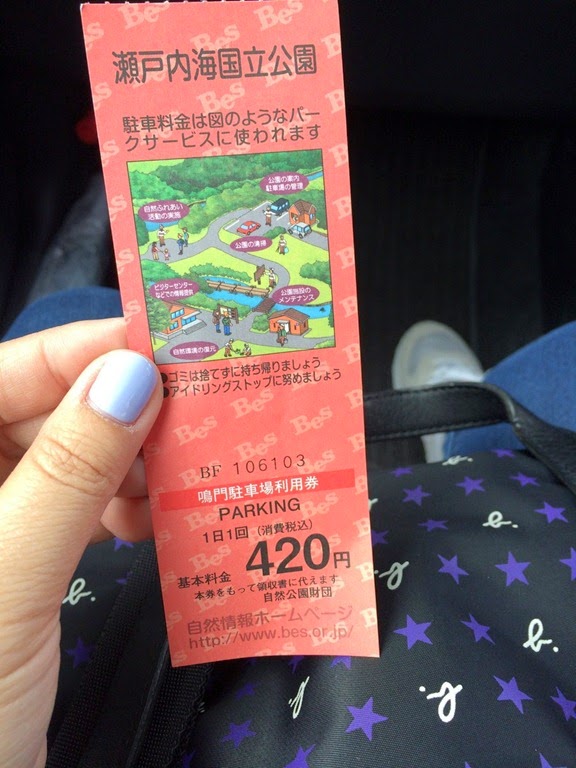 瀬戸内海国立公園
駐車料金は図のようなパー
クサービスに使われます
公園の案内
駐車場の管理
自然ふれあい
活動の実施
公園の清掃
ビジターセンター
などでの情報提供
公園施設の
メンテナンス
自然環境の復元
ゴミは捨てずに持ち帰りましょう
アイドリングストップに努めましょう
BF 106103
鳴門駐車場利用券
PARKING
1日1回(消費税込)
基本料金 420円
本券をもって領収書に代えます
自然公園財団
自然情報ホームページ
http://www.bes.or.jp/
Bes
b.